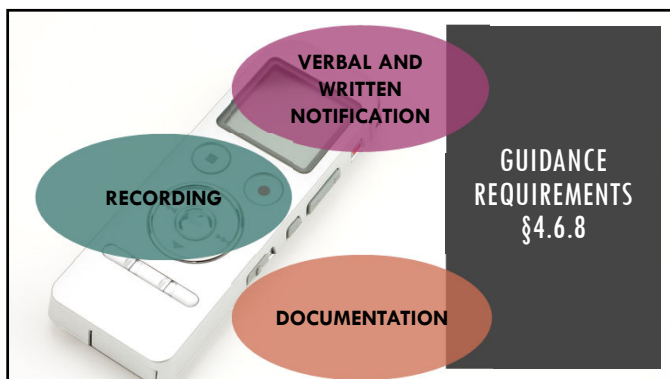 VERBAL AND
WRITTEN
NOTIFICATION
RECORDING
DOCUMENTATION
GUIDANCE
REQUIREMENTS
§4.6.8